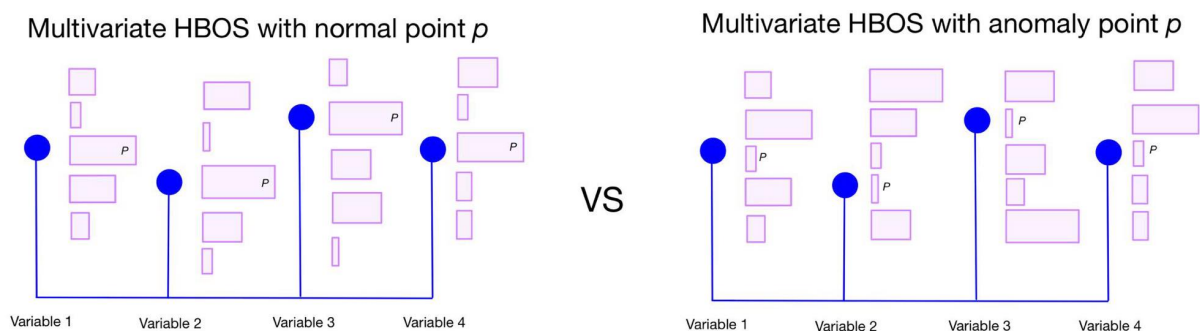 Multivariate HBOS with normal point p
P
P
P
P
Variable 1
Variable 2
Variable 3
Variable 4
VS
Multivariate HBOS with anomaly point p
P
P
P
P
Variable 1
Variable 2
Variable 3
Variable 4